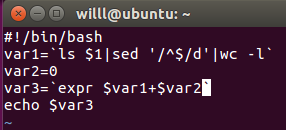 willl@ubuntu: ~
#!/bin/bash
var1=`ls $1|sed '/^$/d'|wc -l`
var2=0
var3=`expr $var1+$var2`
echo $var3
~